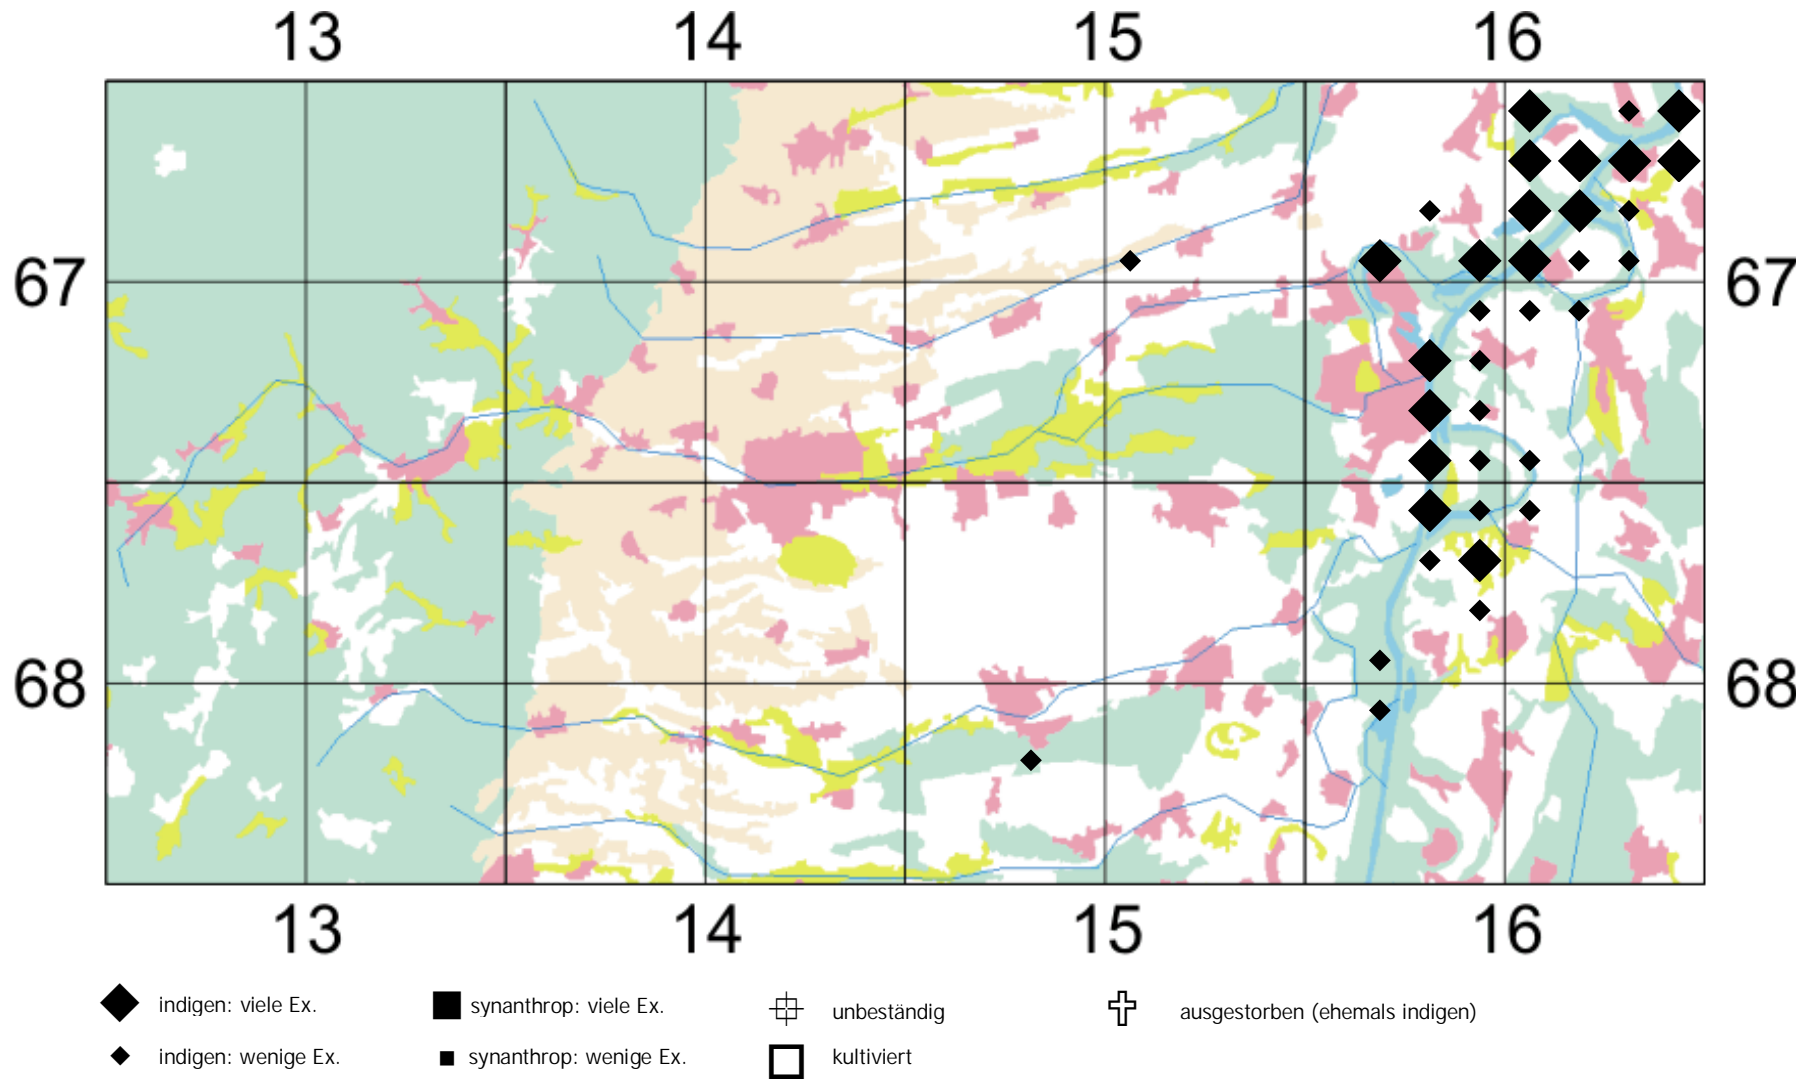 13 14 15 16
67 67
68 68
13 14 15 16
indigen: viele Ex. synanthrop: viele Ex. unbeständig ausgestorben (ehemals indigen)
indigen: wenige Ex. synanthrop: wenige Ex. kultiviert